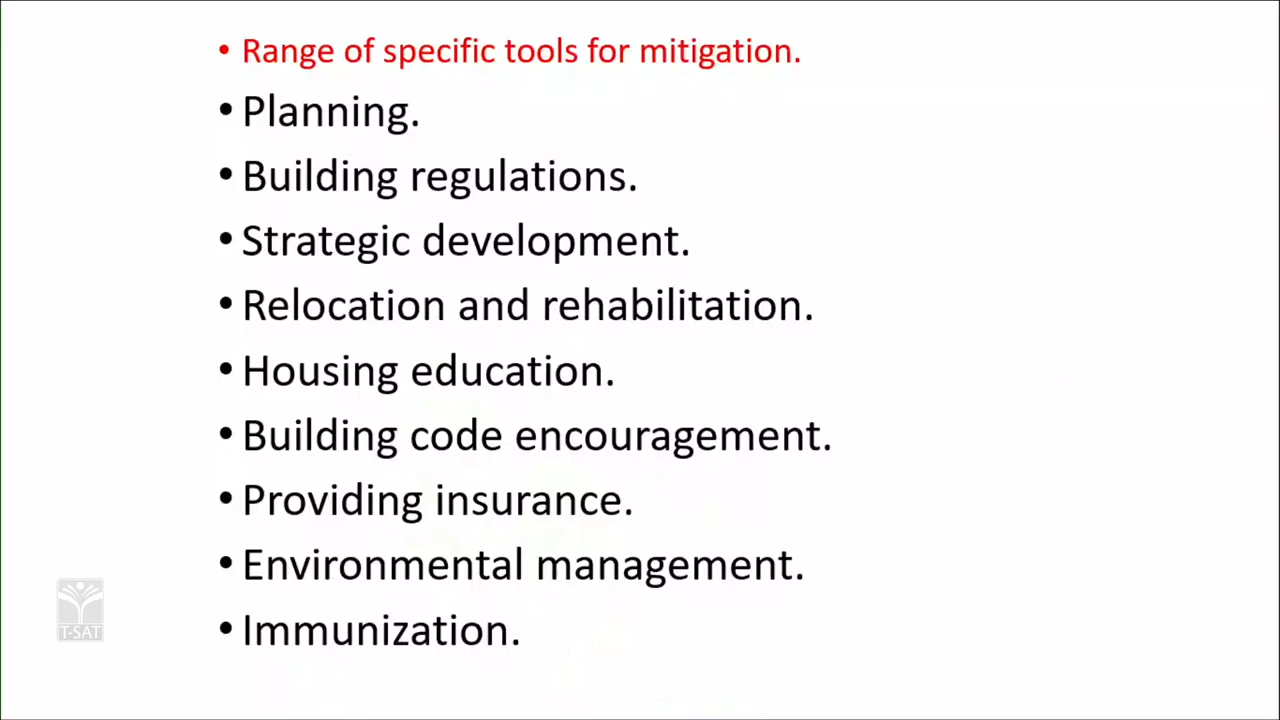 • Range of specific tools for mitigation.
• Planning.
• Building regulations.
• Strategic development.
• Relocation and rehabilitation.
• Housing education.
• Building code encouragement.
• Providing insurance.
• Environmental management.
• Immunization.
T-SAT